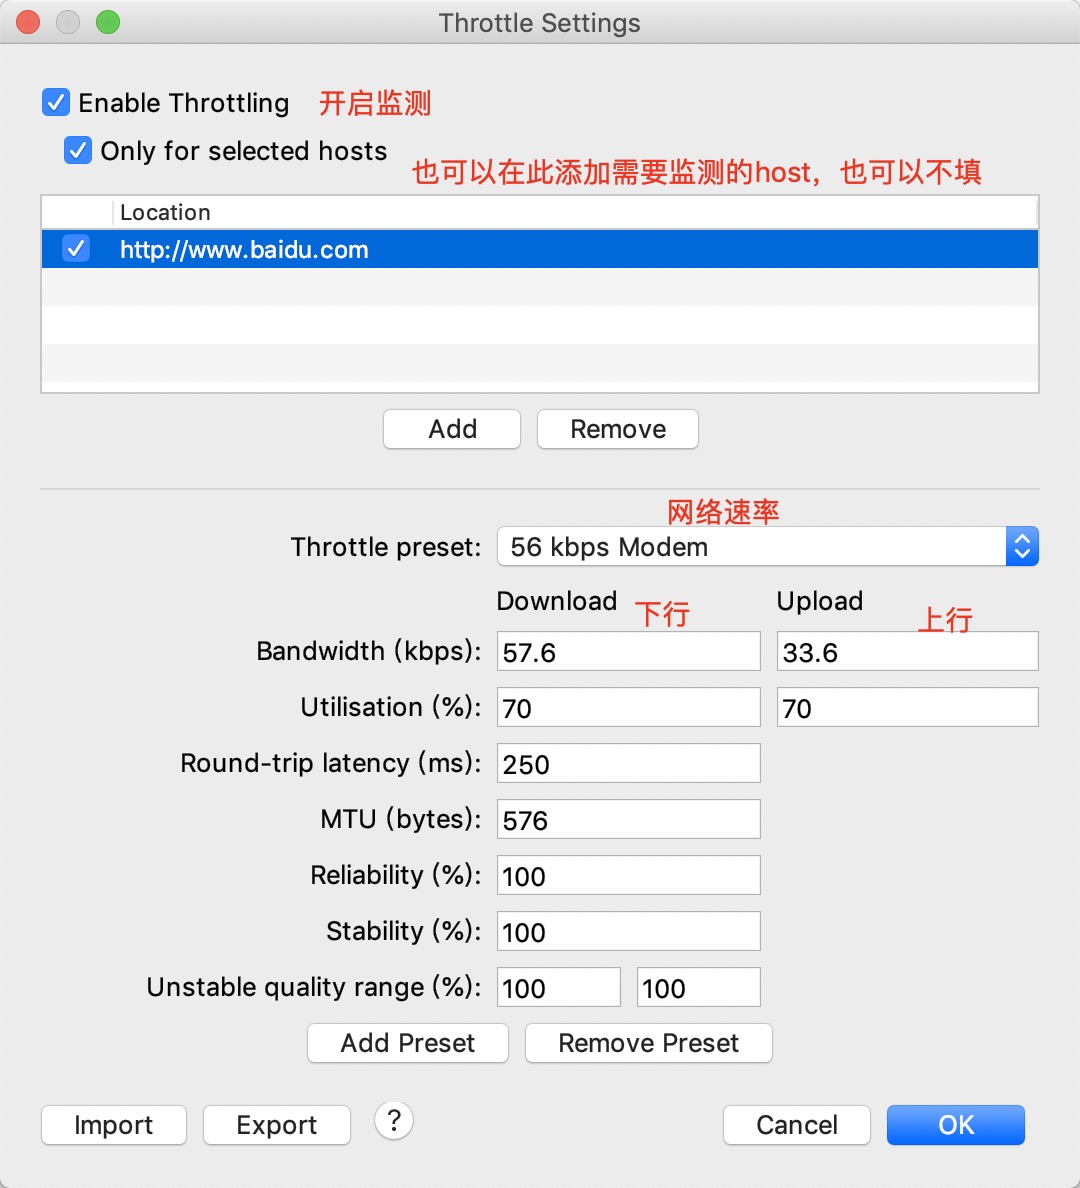 Throttle Settings
Enable Throttling 开启监测
Only for selected hosts
也可以在此添加需要监测的host，也可以不填
Location
http://www.baidu.com
Add Remove
网络速率
Throttle preset: 56 kbps Modem
Download 下行 Upload 上行
Bandwidth (kbps): 57.6 33.6
Utilisation (%): 70 70
Round-trip latency (ms): 250
MTU (bytes): 576
Reliability (%): 100
Stability (%): 100
Unstable quality range (%): 100 100
Add Preset Remove Preset
Import Export ? Cancel OK